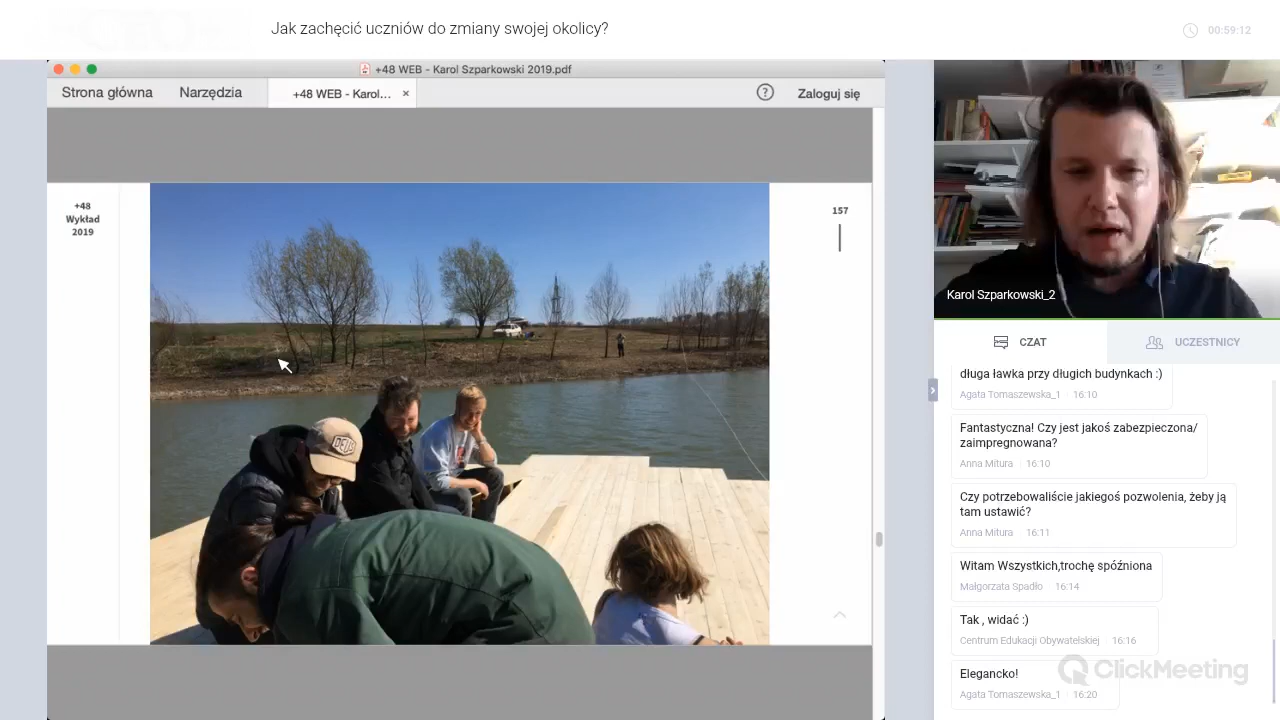 Jak zachęcić uczniów do zmiany swojej okolicy?
00:59:12
+48 WEB - Karol Szparkowski 2019.pdf
Strona główna
Narzędzia
+48 WEB - Karol... ×
?
Zaloguj się
+48
Wykład
2019
157
DETU
Karol Szparkowski_2
CZAT
UCZESTNICY
długa ławka przy długich budynkach :)
Agata Tomaszewska_1 16:10
Fantastyczna! Czy jest jakoś zabezpieczona/
zaimpregnowana?
Anna Mitura 16:10
Czy potrzebowaliście jakiegoś pozwolenia, żeby ją
tam ustawić?
Anna Mitura 16:11
Witam Wszystkich,trochę spóźniona
Małgorzata Spadło 16:14
Tak , widać :)
Centrum Edukacji Obywatelskiej 16:16
Elegancko!
Agata Tomaszewska_1 16:20
ClickMeeting